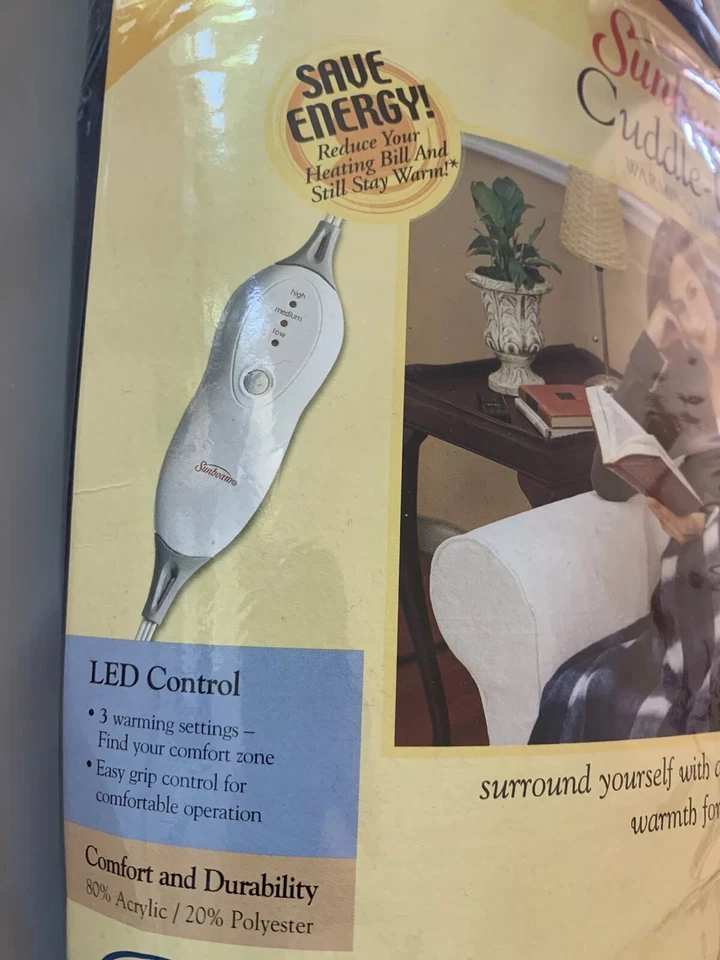 SAVE
ENERGY!
Reduce Your
Heating Bill And
Still Stay Warm!*
Cuddle-
high
medium
low
Sunbeam®
LED Control
• 3 warming settings –
Find your comfort zone
• Easy grip control for
comfortable operation
surround yourself with
warmth for
Comfort and Durability
80% Acrylic / 20% Polyester